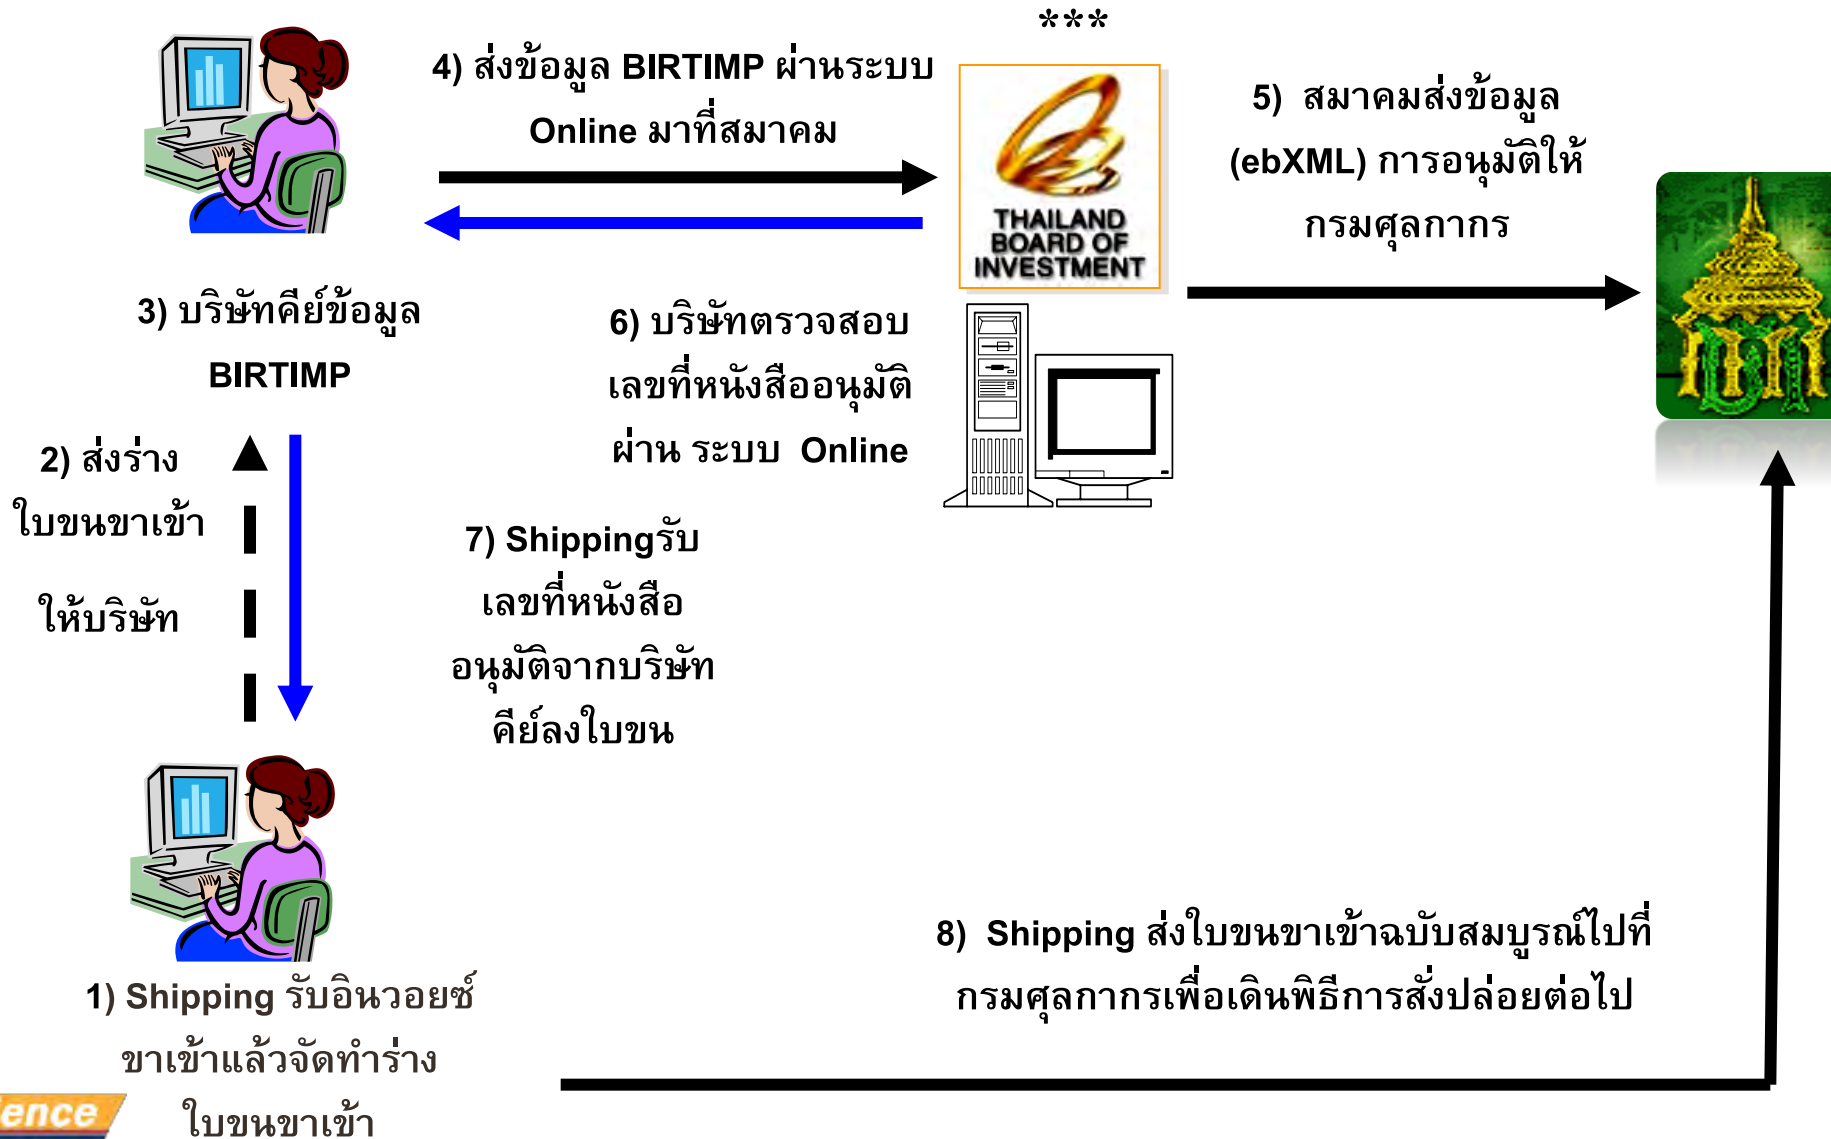 ***
4) ส่งข้อมูล BIRTIMP ผ่านระบบ
Online มาที่สมาคม
THAILAND
BOARD OF
INVESTMENT
5) สมาคมส่งข้อมูล
(ebXML) การอนุมัติให้
กรมศุลกากร
3) บริษัทคีย์ข้อมูล
BIRTIMP
6) บริษัทตรวจสอบ
เลขที่หนังสืออนุมัติ
ผ่าน ระบบ Online
2) ส่งร่าง
ใบขนขาเข้า
ให้บริษัท
7) Shippingรับ
เลขที่หนังสือ
อนุมัติจากบริษัท
คีย์ลงใบขน
8) Shipping ส่งใบขนขาเข้าฉบับสมบูรณ์ไปที่
กรมศุลกากรเพื่อเดินพิธีการสั่งปล่อยต่อไป
1) Shipping รับอินวอยซ์
ขาเข้าแล้วจัดทำร่าง
ใบขนขาเข้า
ence